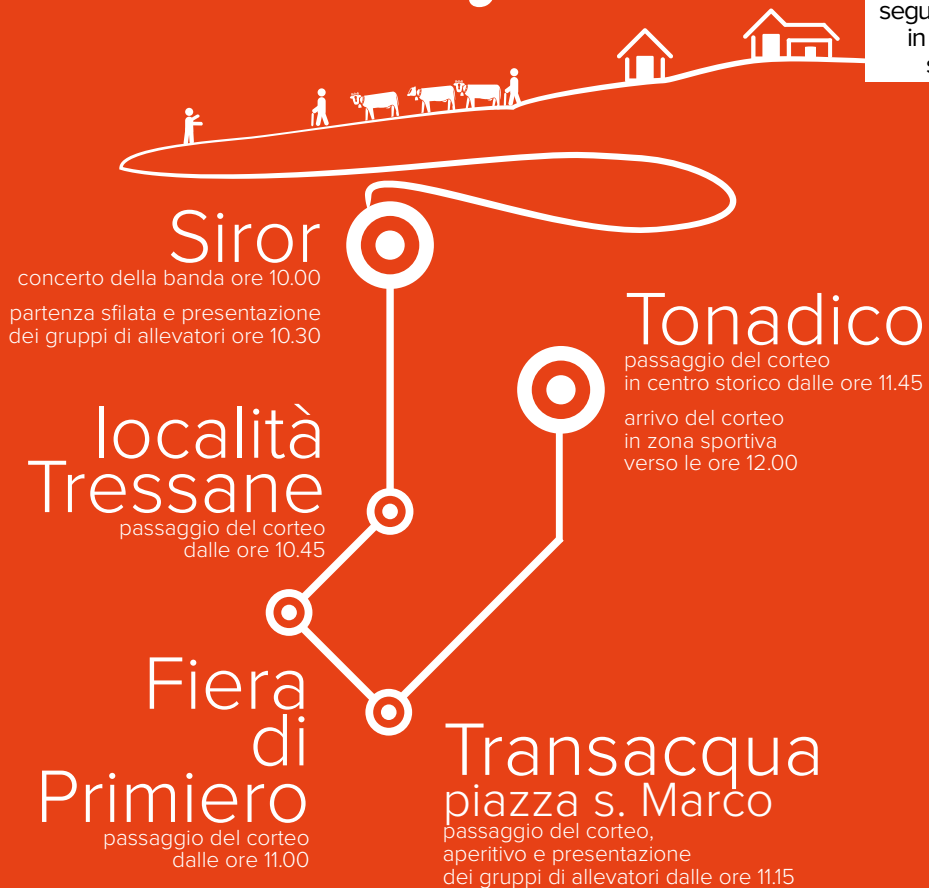 in
Siror
concerto della banda ore 10.00
partenza sfilata e presentazione
dei gruppi di allevatori ore 10.30
Tonadico
passaggio del corteo
in centro storico dalle ore 11.45
arrivo del corteo
in zona sportiva
verso le ore 12.00
località
Tressane
passaggio del corteo
dalle ore 10.45
Fiera
di
Primiero
passaggio del corteo
dalle ore 11.00
Transacqua
piazza s. Marco
passaggio del corteo,
aperitivo e presentazione
dei gruppi di allevatori dalle ore 11.15